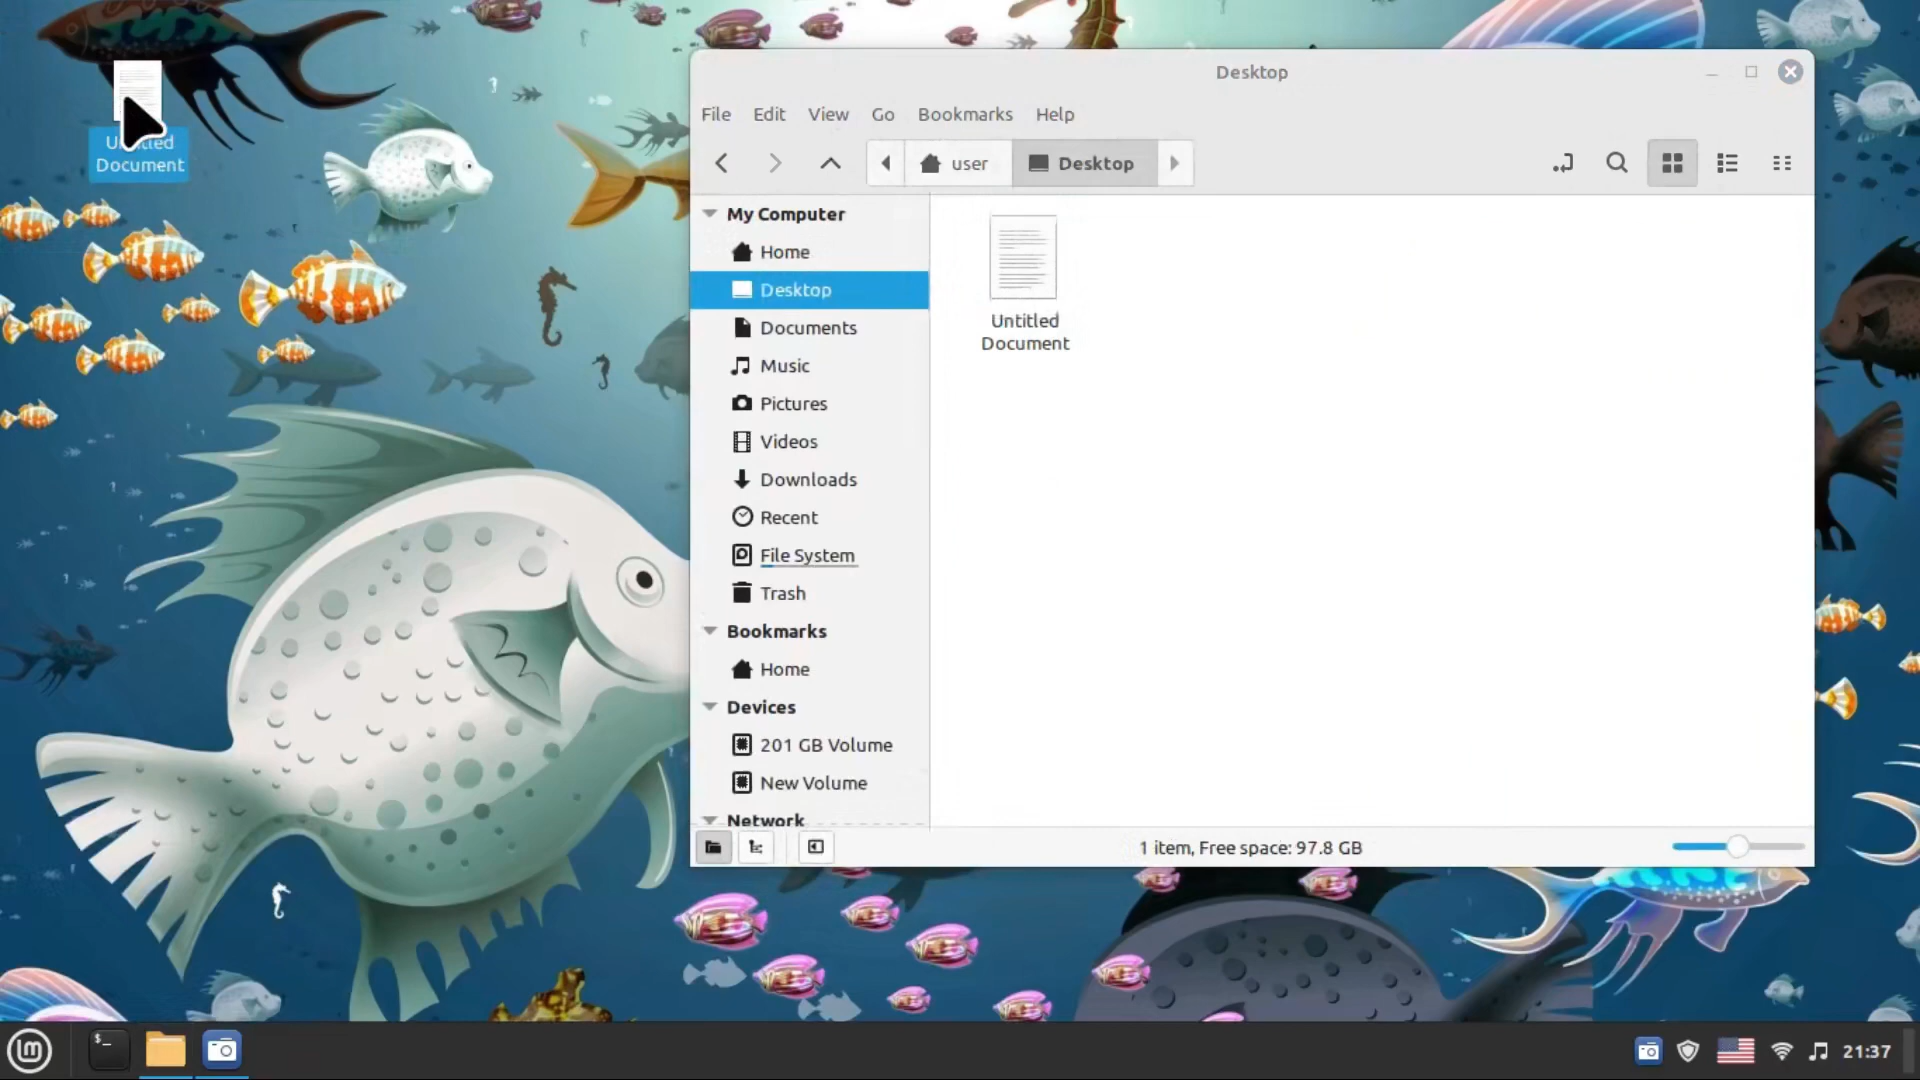 Untitled
Document
Desktop
File Edit View Go Bookmarks Help
user Desktop
My Computer
Home
Desktop
Documents
Music
Pictures
Videos
Downloads
Recent
File System
Trash
Bookmarks
Home
Devices
201 GB Volume
New Volume
Network
Untitled
Document
1 item, Free space: 97.8 GB
$_
lm
21:37